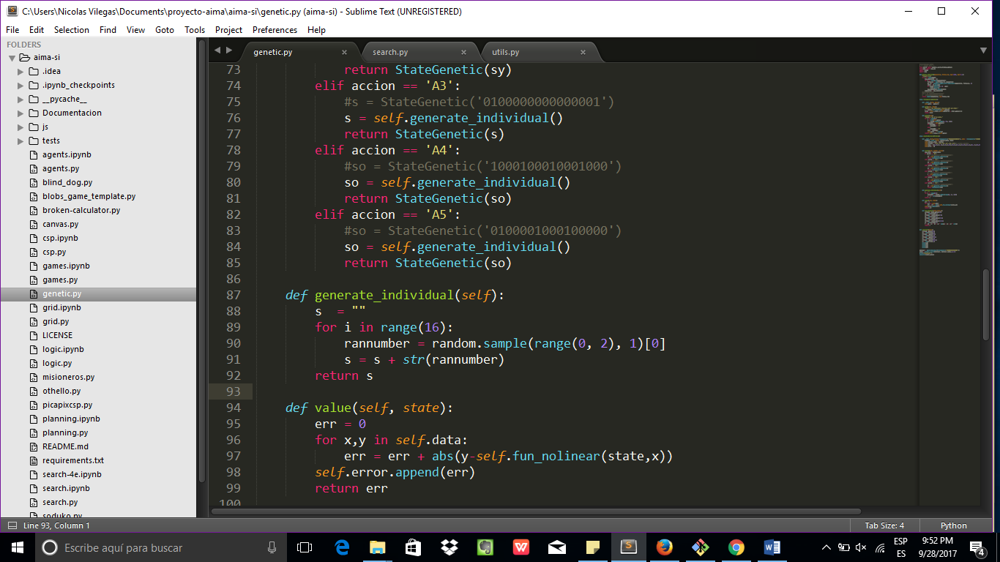 C:\Users\Nicolas Vilegas\Documents\proyecto-aima\aima-si\genetic.py (aima-si) - Sublime Text (UNREGISTERED)
File Edit Selection Find View Goto Tools Project Preferences Help
FOLDERS
aima-si
.idea
.ipynb_checkpoints
__pycache__
Documentacion
js
tests
agents.ipynb
agents.py
blind_dog.py
blobs_game_template.py
broken-calculator.py
canvas.py
csp.ipynb
csp.py
games.ipynb
games.py
genetic.py
grid.ipynb
grid.py
LICENSE
logic.ipynb
logic.py
misioneros.py
othello.py
picapixcsp.py
planning.ipynb
planning.py
README.md
requirements.txt
search-4e.ipynb
search.ipynb
search.py
soduko.py
genetic.py search.py utils.py
73 return StateGenetic(sy)
74 elif accion == 'A3':
75 #s = StateGenetic('0100000000000001')
76 s = self.generate_individual()
77 return StateGenetic(s)
78 elif accion == 'A4':
79 #so = StateGenetic('1000100010001000')
80 so = self.generate_individual()
81 return StateGenetic(so)
82 elif accion == 'A5':
83 #so = StateGenetic('0100001000100000')
84 so = self.generate_individual()
85 return StateGenetic(so)
86
87 def generate_individual(self):
88 s  = ""
89 for i in range(16):
90 rannumber = random.sample(range(0, 2), 1)[0]
91 s = s + str(rannumber)
92 return s
93
94 def value(self, state):
95 err = 0
96 for x,y in self.data:
97 err = err + abs(y-self.fun_nolinear(state,x))
98 self.error.append(err)
99 return err
100
Line 93, Column 1 Tab Size: 4 Python
Escribe aquí para buscar
ESP
ES
9:52 PM
9/28/2017
4